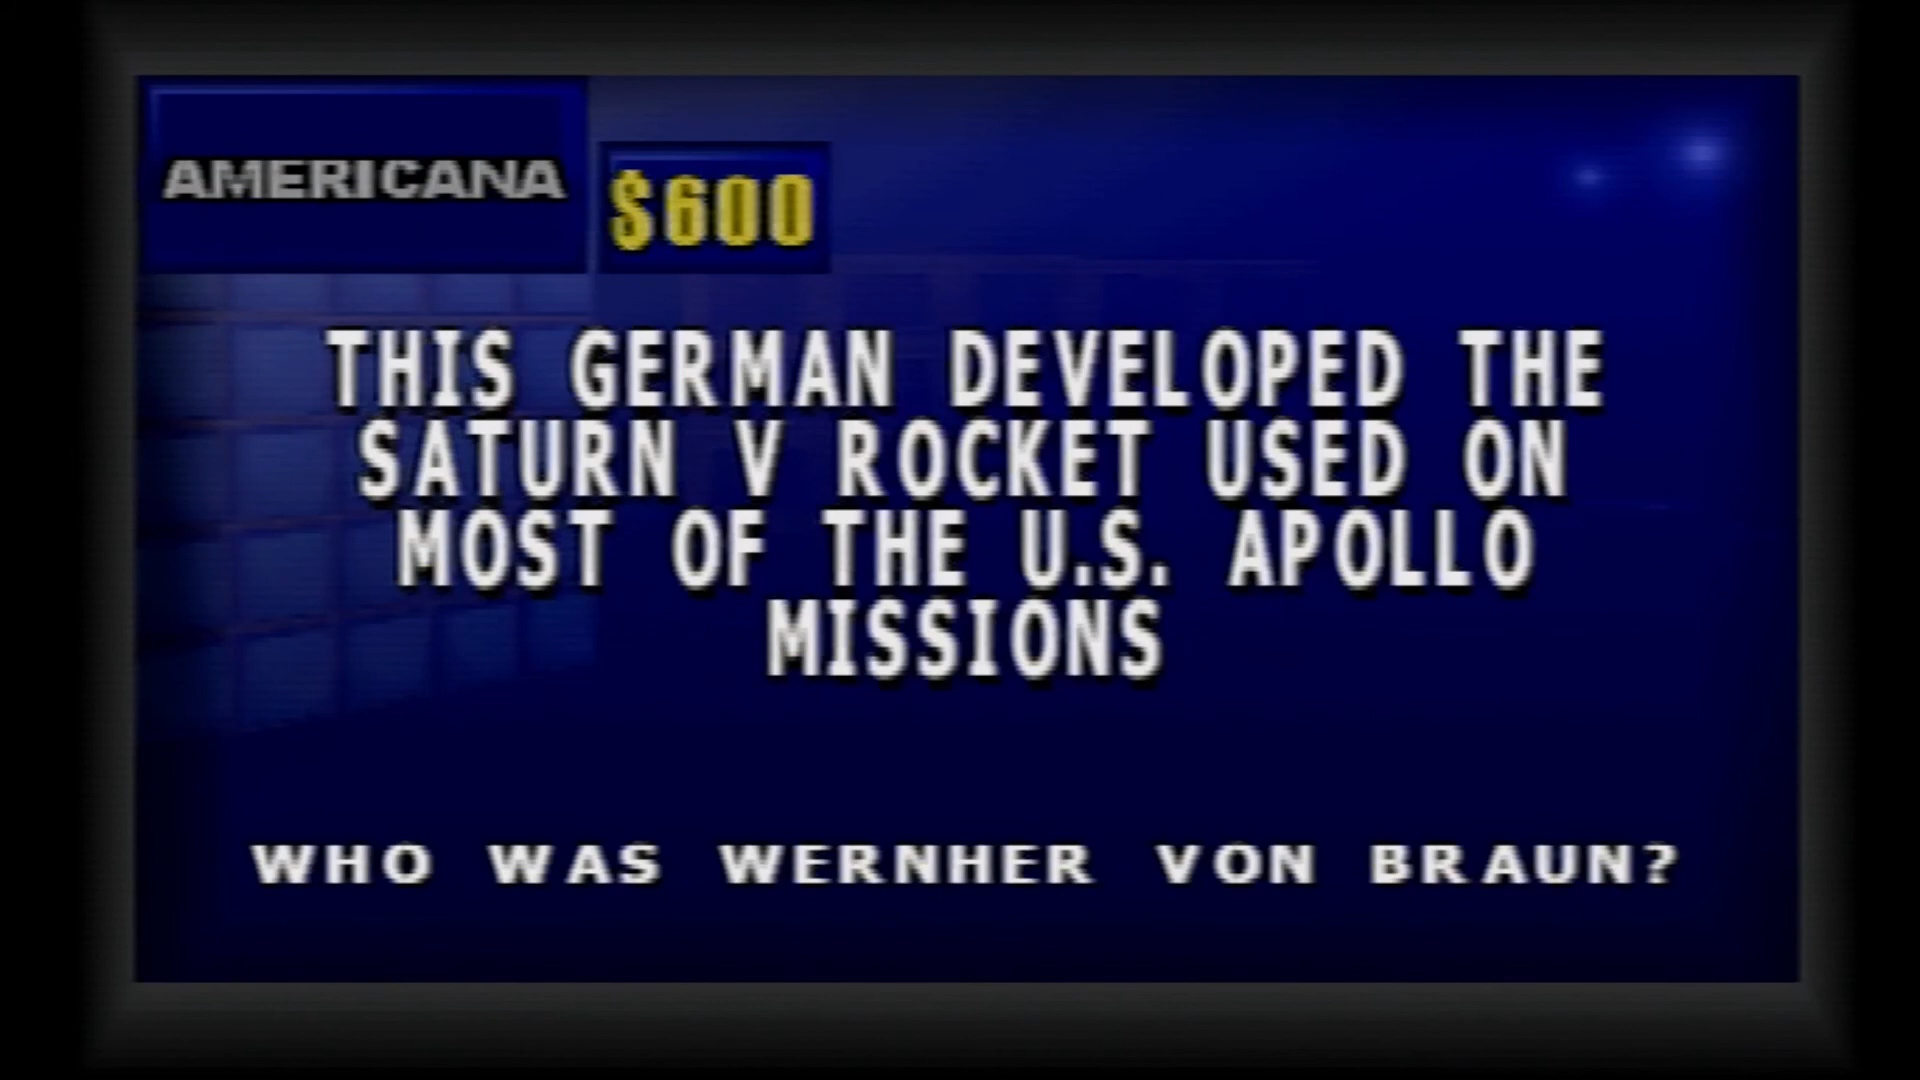 AMERICANA
$600
THIS GERMAN DEVELOPED THE
SATURN V ROCKET USED ON
MOST OF THE U.S. APOLLO
MISSIONS
WHO WAS WERNHER VON BRAUN?